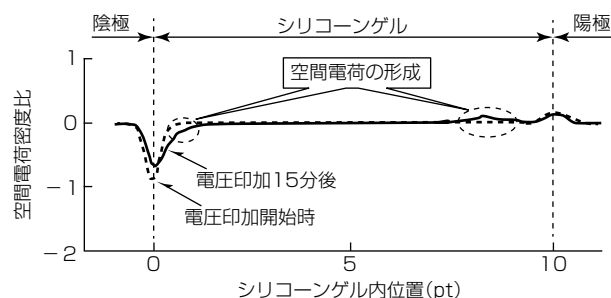 陰極
シリコーンゲル
陽極
空間電荷の形成
電圧印加15分後
電圧印加開始時
空間電荷密度比
1
0
−1
−2
0
5
10
シリコーンゲル内位置(pt)